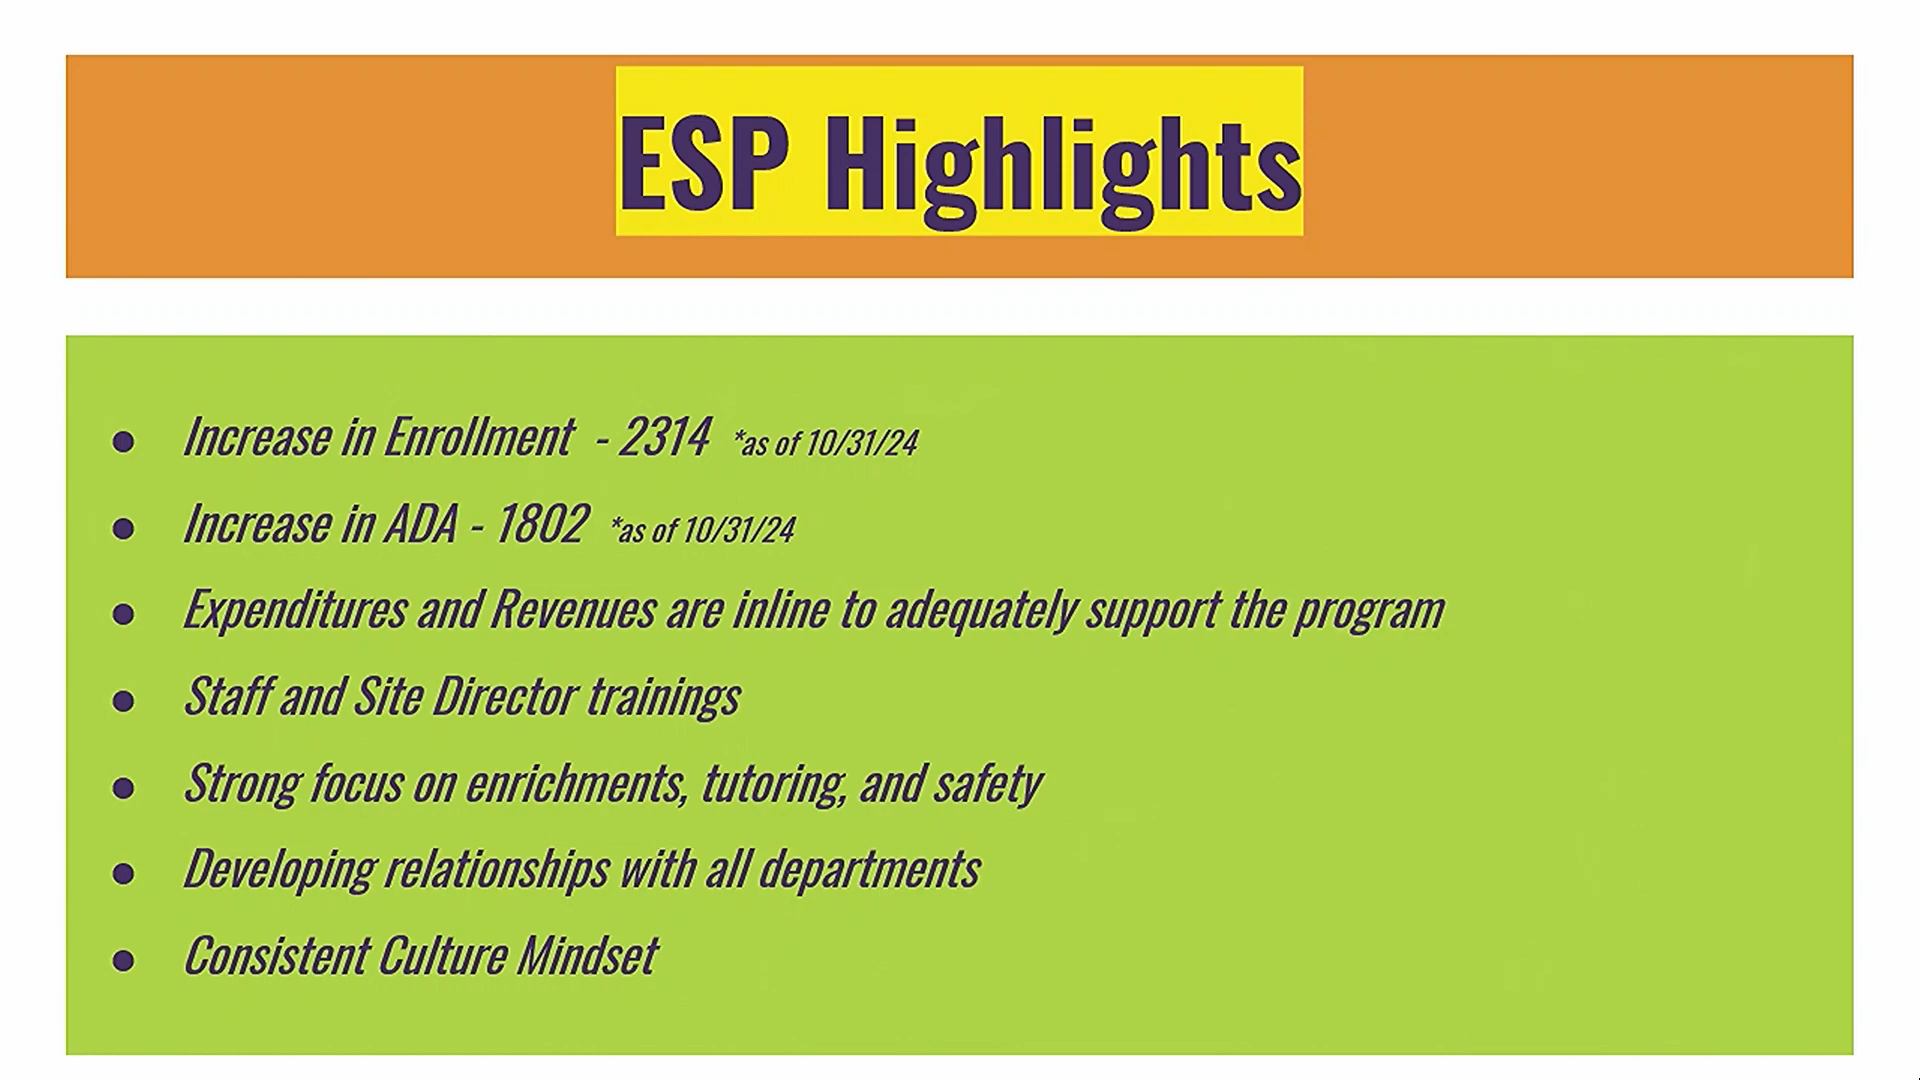 ESP Highlights
● Increase in Enrollment - 2314 *as of 10/31/24
● Increase in ADA - 1802 *as of 10/31/24
● Expenditures and Revenues are inline to adequately support the program
● Staff and Site Director trainings
● Strong focus on enrichments, tutoring, and safety
● Developing relationships with all departments
● Consistent Culture Mindset